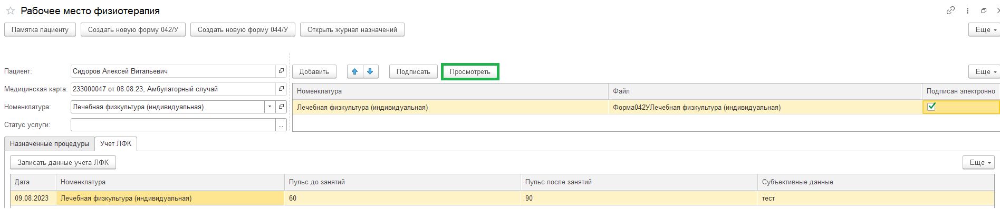 Рабочее место физиотерапия
Памятка пациенту Создать новую форму 042/У Создать новую форму 044/У Открыть журнал назначений Еще
Пациент: Сидоров Алексей Витальевич Добавить Подписать Просмотреть Еще
Медицинская карта: 233000047 от 08.08.23, Амбулаторный случай Номенклатура Файл Подписан электронно
Номенклатура: Лечебная физкультура (индивидуальная) Лечебная физкультура (индивидуальная) Форма042УЛечебная физкультура (индивидуальная)
Статус услуги: ...
Назначенные процедуры Учет ЛФК
Записать данные учета ЛФК Еще
Дата Номенклатура Пульс до занятий Пульс после занятий Субъективные данные
09.08.2023 Лечебная физкультура (индивидуальная) 60 90 тест